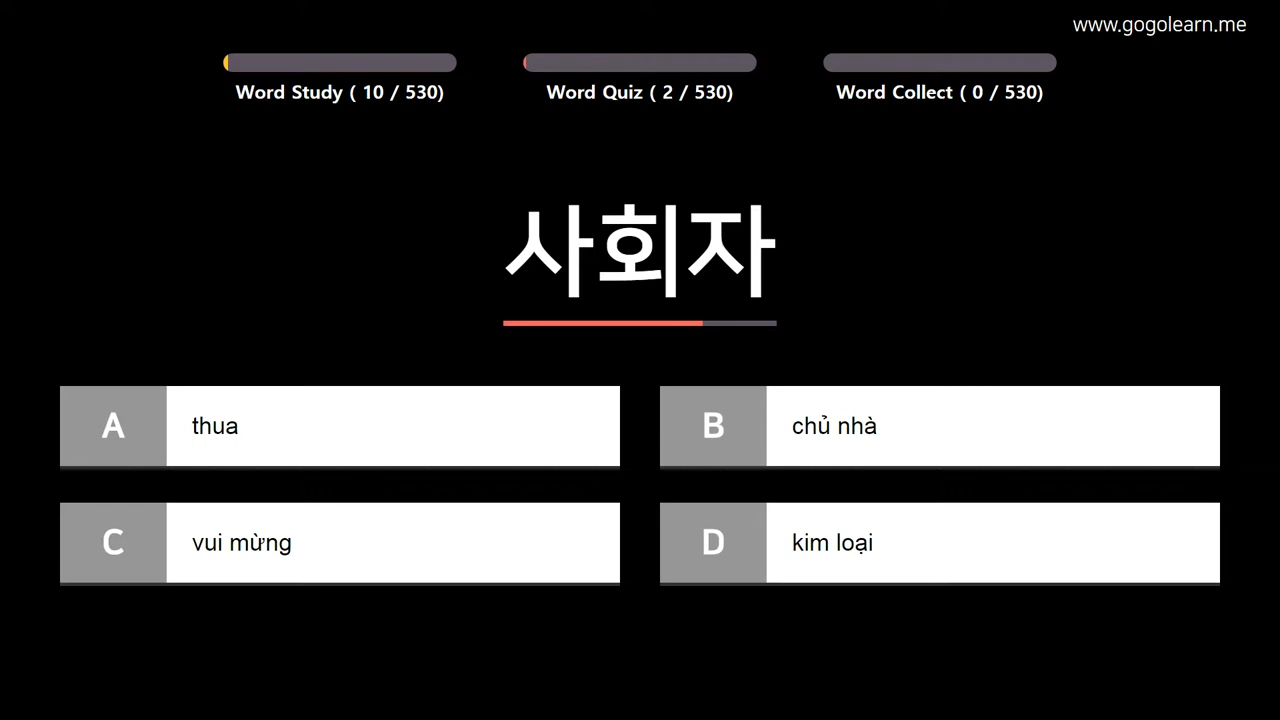 www.gogolearn.me
Word Study ( 10 / 530)
Word Quiz ( 2 / 530)
Word Collect ( 0 / 530)
사회자
A thua
B chủ nhà
C vui mừng
D kim loại